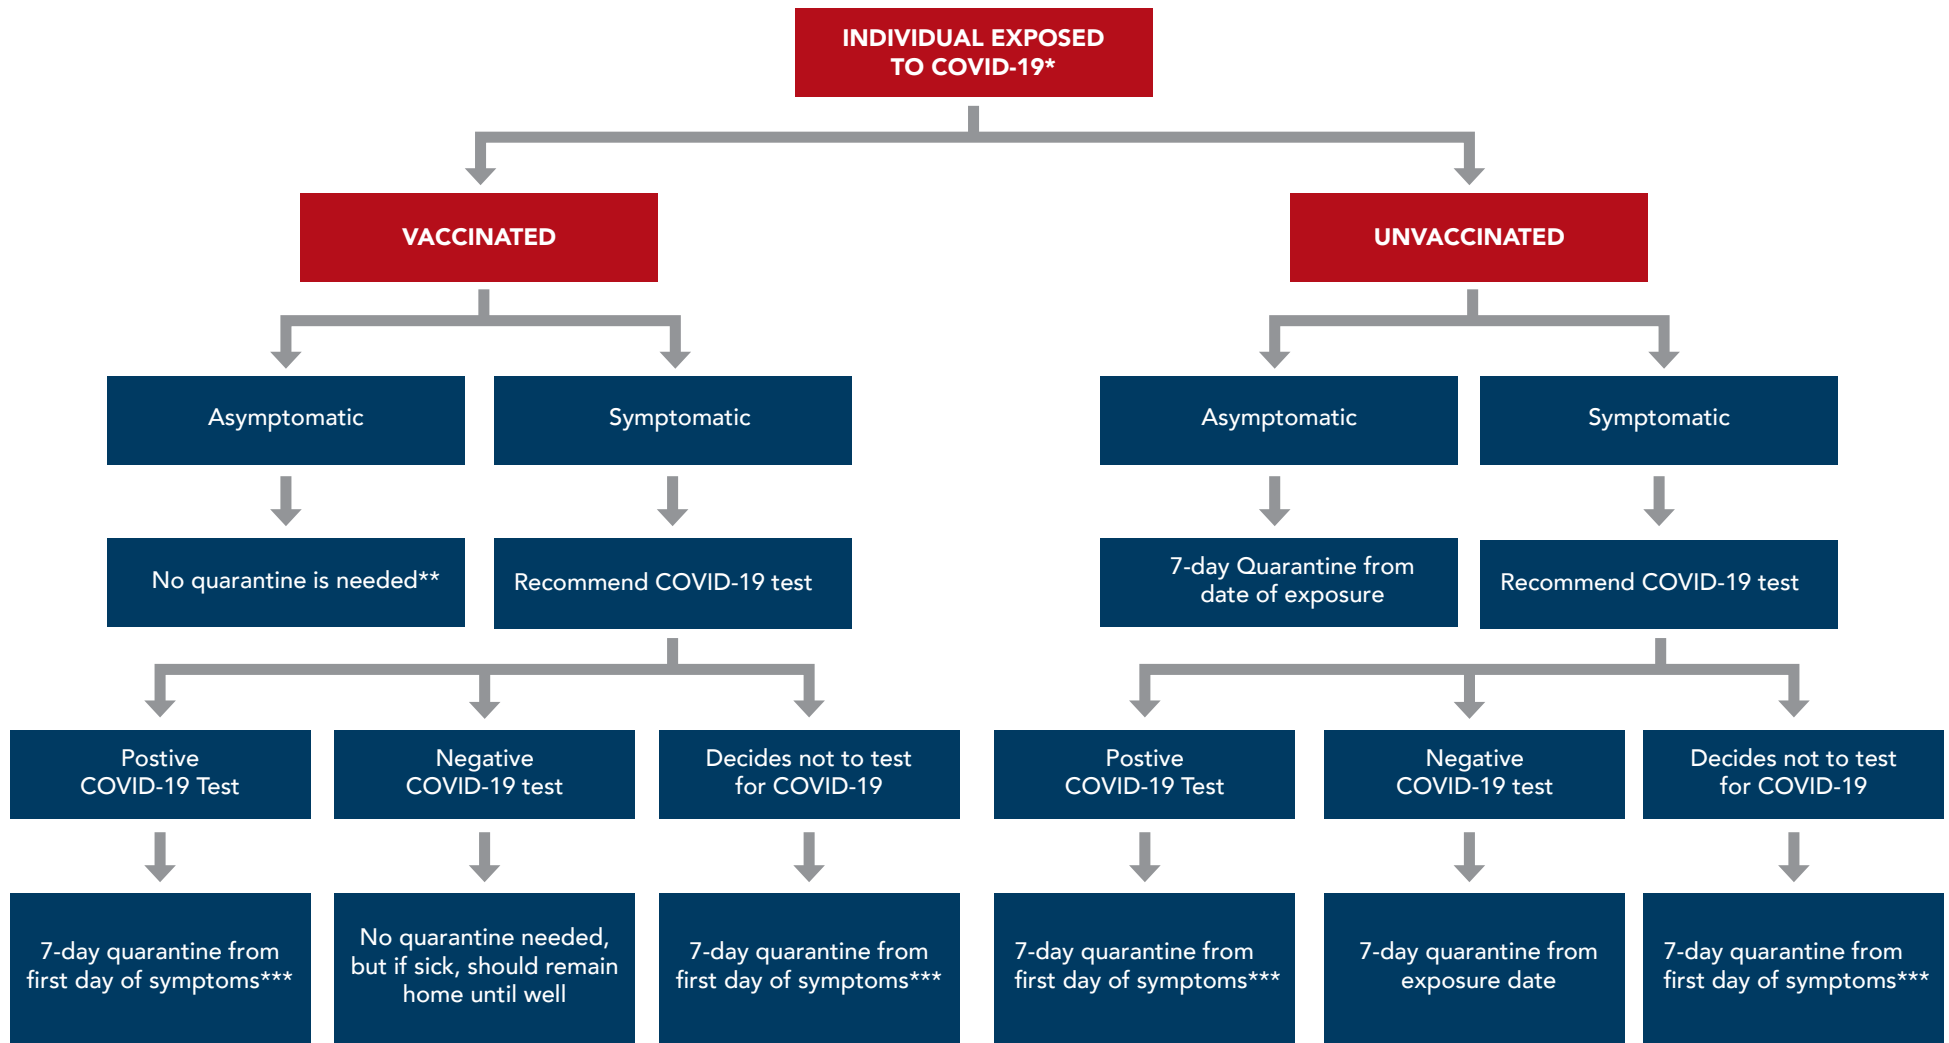 INDIVIDUAL EXPOSED
TO COVID-19*
VACCINATED
UNVACCINATED
Asymptomatic
Symptomatic
Asymptomatic
Symptomatic
No quarantine is needed**
Recommend COVID-19 test
7-day Quarantine from
date of exposure
Recommend COVID-19 test
Postive
COVID-19 Test
Negative
COVID-19 test
Decides not to test
for COVID-19
Postive
COVID-19 Test
Negative
COVID-19 test
Decides not to test
for COVID-19
7-day quarantine from
first day of symptoms***
No quarantine needed,
but if sick, should remain
home until well
7-day quarantine from
first day of symptoms***
7-day quarantine from
first day of symptoms***
7-day quarantine from
exposure date
7-day quarantine from
first day of symptoms***